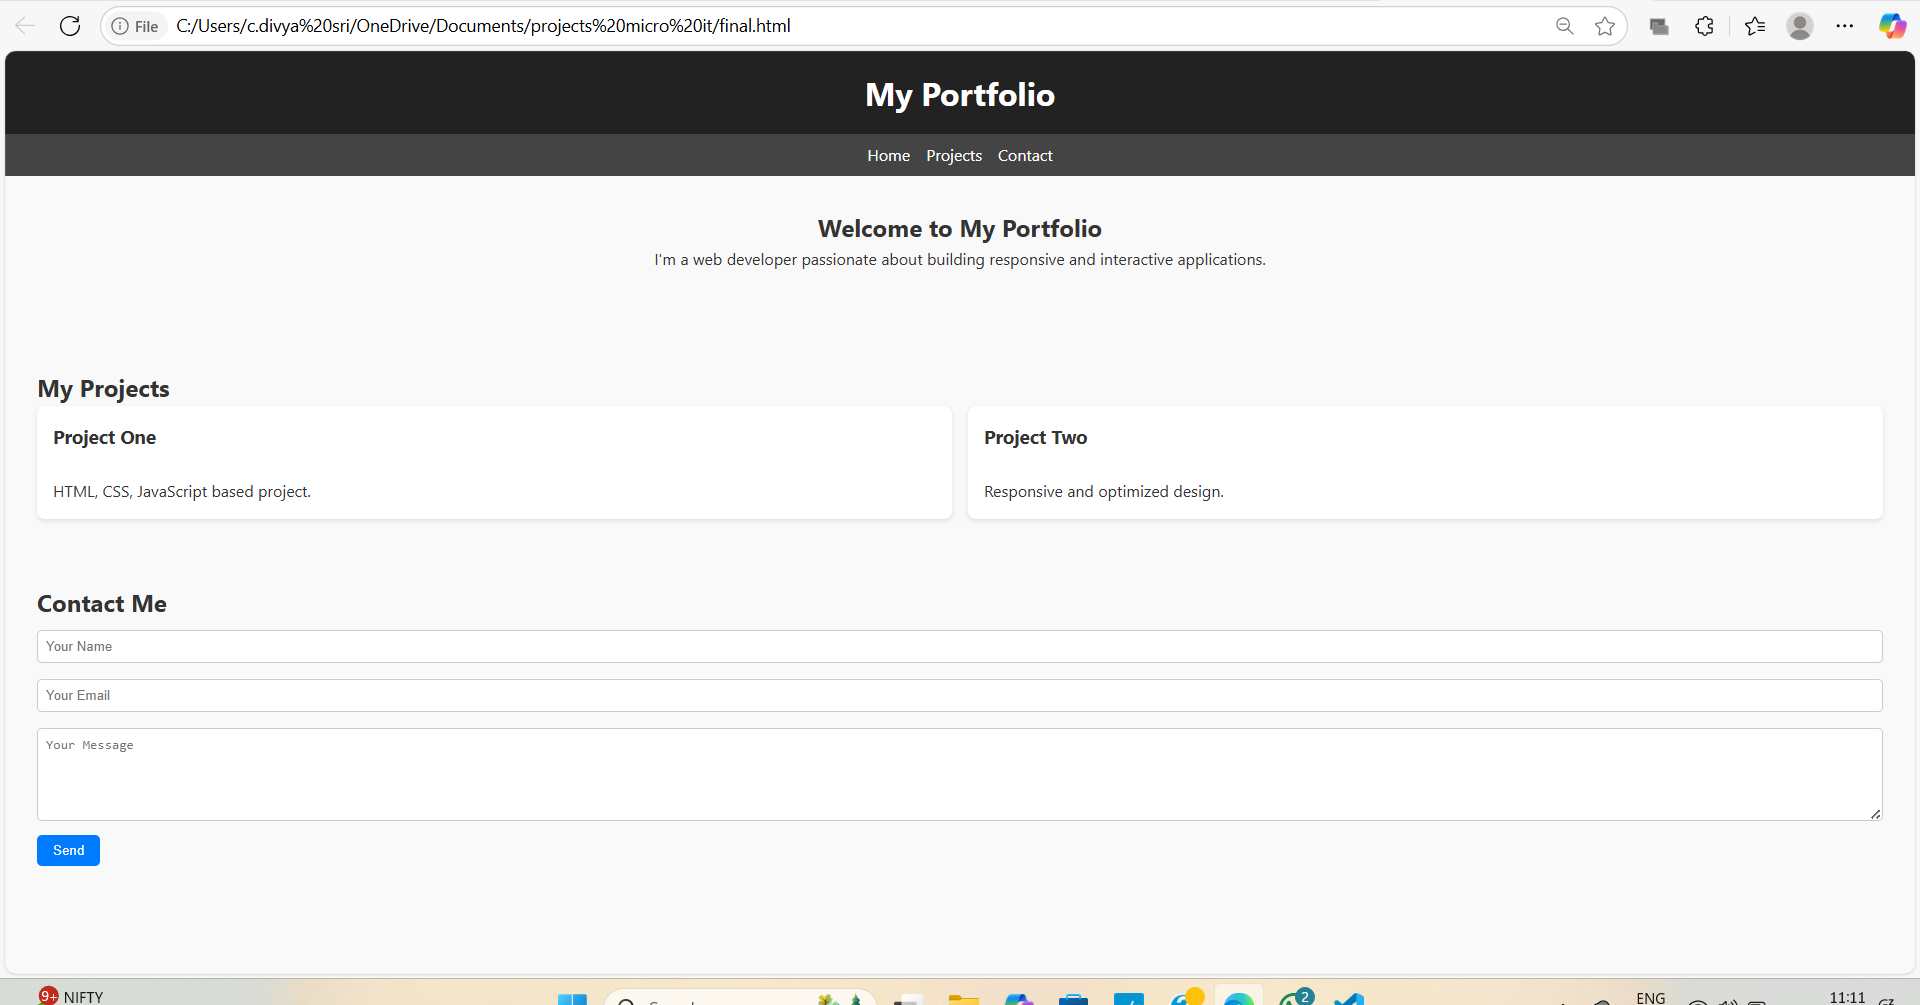 File C:/Users/c.divya%20sri/OneDrive/Documents/projects%20micro%20it/final.html
My Portfolio
Home Projects Contact
Welcome to My Portfolio
I'm a web developer passionate about building responsive and interactive applications.
My Projects
Project One
HTML, CSS, JavaScript based project.
Project Two
Responsive and optimized design.
Contact Me
Your Name
Your Email
Your Message
Send
9+ NIFTY
2
ENG
11:11